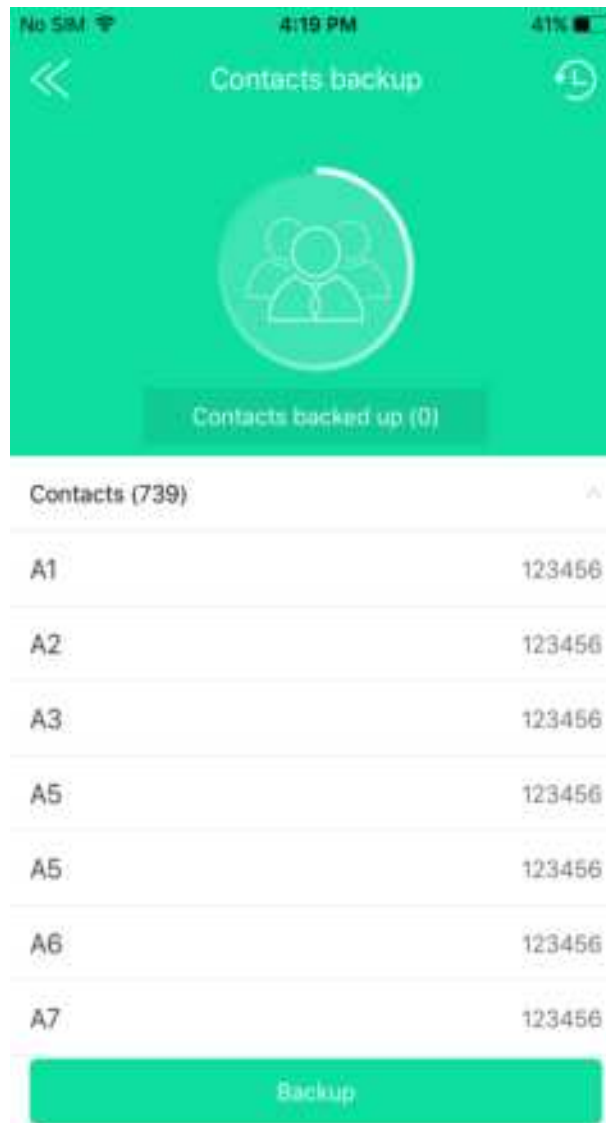 No SIM 4:19 PM 41%
Contacts backup
Contacts backed up (0)
Contacts (739)
A1 123456
A2 123456
A3 123456
A5 123456
A5 123456
A6 123456
A7 123456
Backup